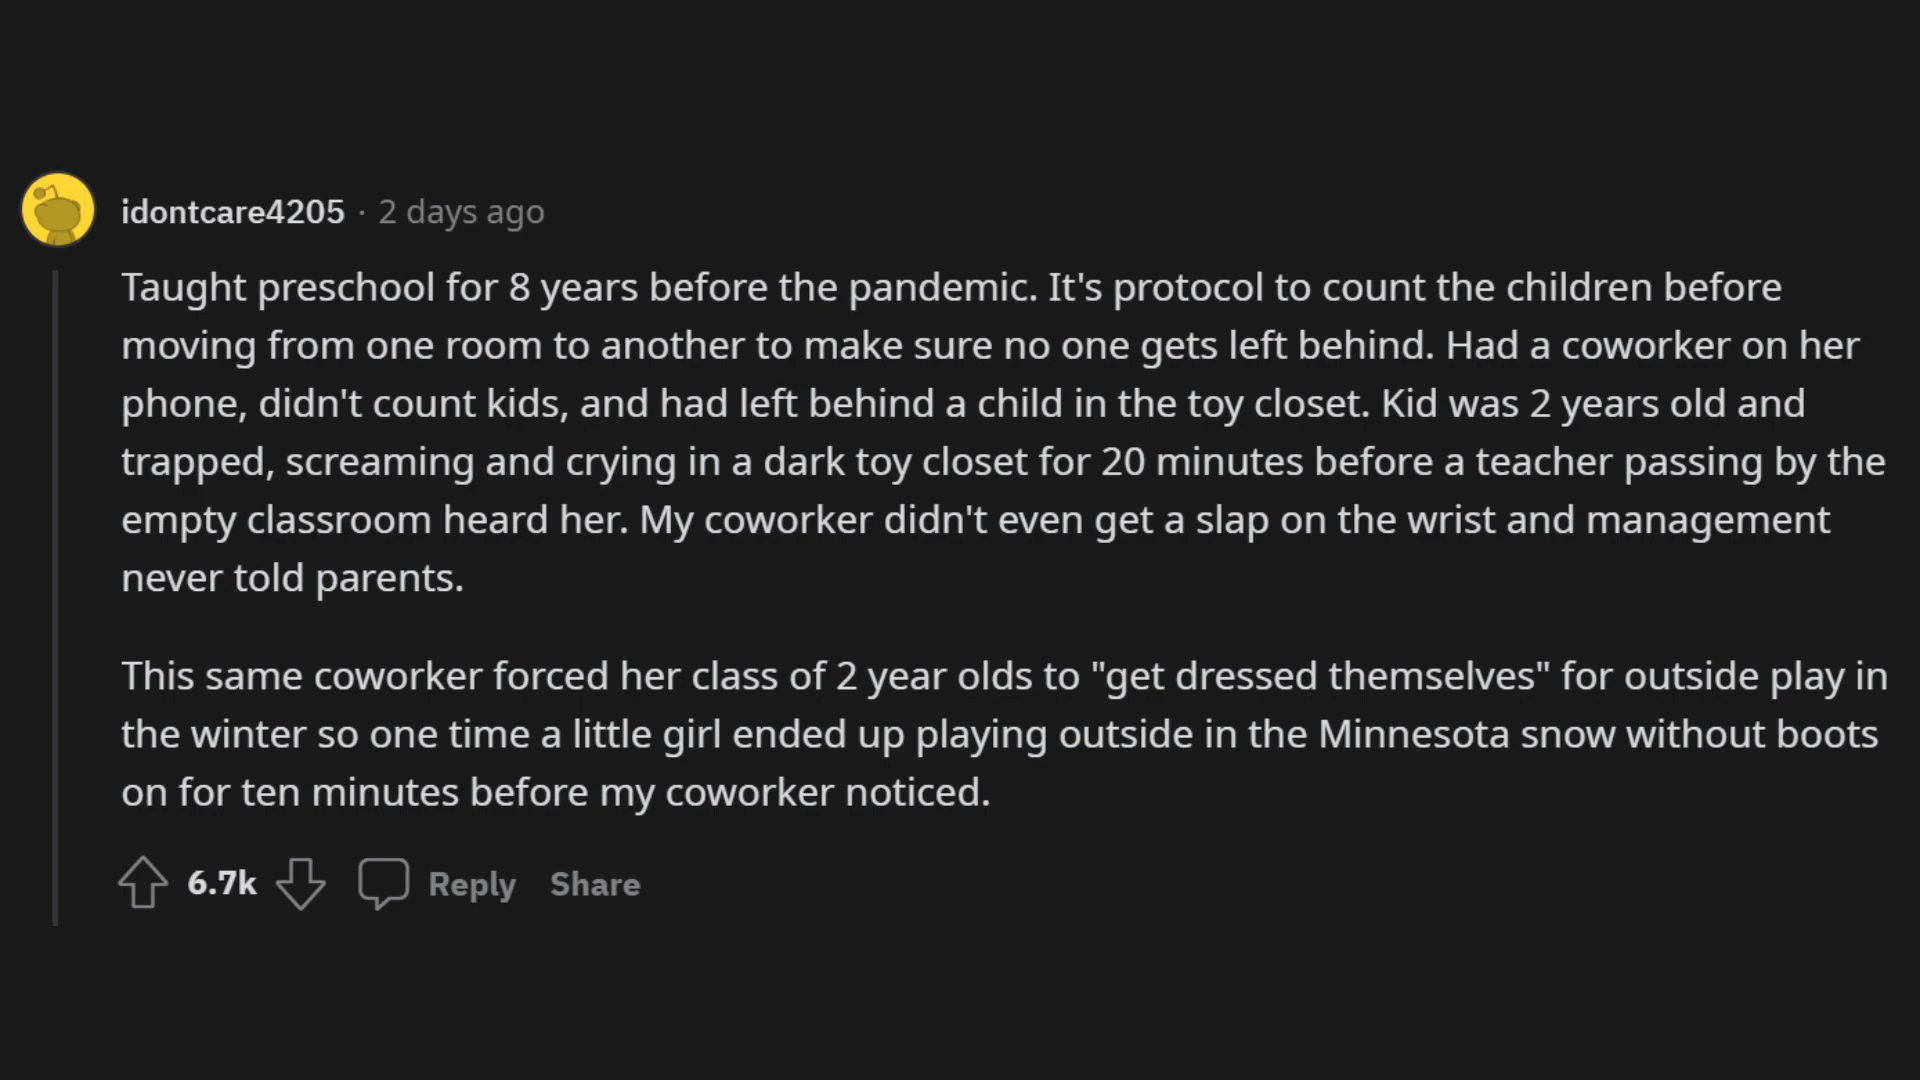 idontcare4205 · 2 days ago
Taught preschool for 8 years before the pandemic. It's protocol to count the children before
moving from one room to another to make sure no one gets left behind. Had a coworker on her
phone, didn't count kids, and had left behind a child in the toy closet. Kid was 2 years old and
trapped, screaming and crying in a dark toy closet for 20 minutes before a teacher passing by the
empty classroom heard her. My coworker didn't even get a slap on the wrist and management
never told parents.
This same coworker forced her class of 2 year olds to "get dressed themselves" for outside play in
the winter so one time a little girl ended up playing outside in the Minnesota snow without boots
on for ten minutes before my coworker noticed.
6.7k Reply Share